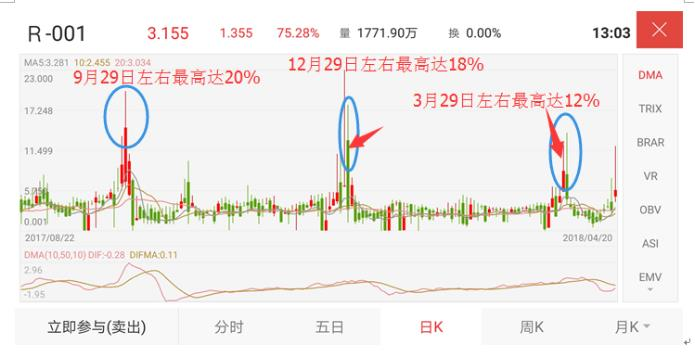 R-001 3.155 1.355 75.28% 量 1771.90万 换 0.00% 13:03
MA5:3.281 10:2.455 20:3.034
23.000
17.248
11.499
0.001
9月29日左右最高达20%
12月29日左右最高达18%
3月29日左右最高达12%
2017/08/22 2018/04/20
DMA(10,50,10) DIF:-0.28 DIFMA:0.11
2.96
-1.95
DMA
TRIX
BRAR
VR
OBV
ASI
EMV
立即参与(卖出) 分时 五日 日K 周K 月K